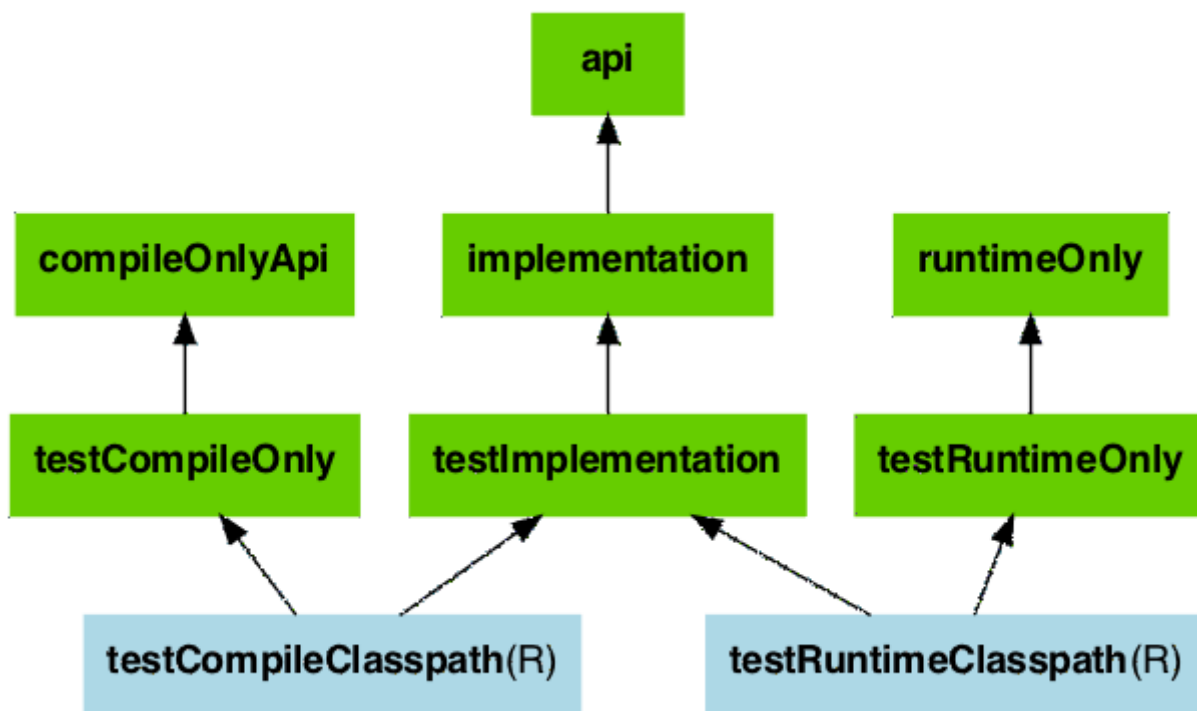 api
compileOnlyApi
implementation
runtimeOnly
testCompileOnly
testImplementation
testRuntimeOnly
testCompileClasspath(R)
testRuntimeClasspath(R)